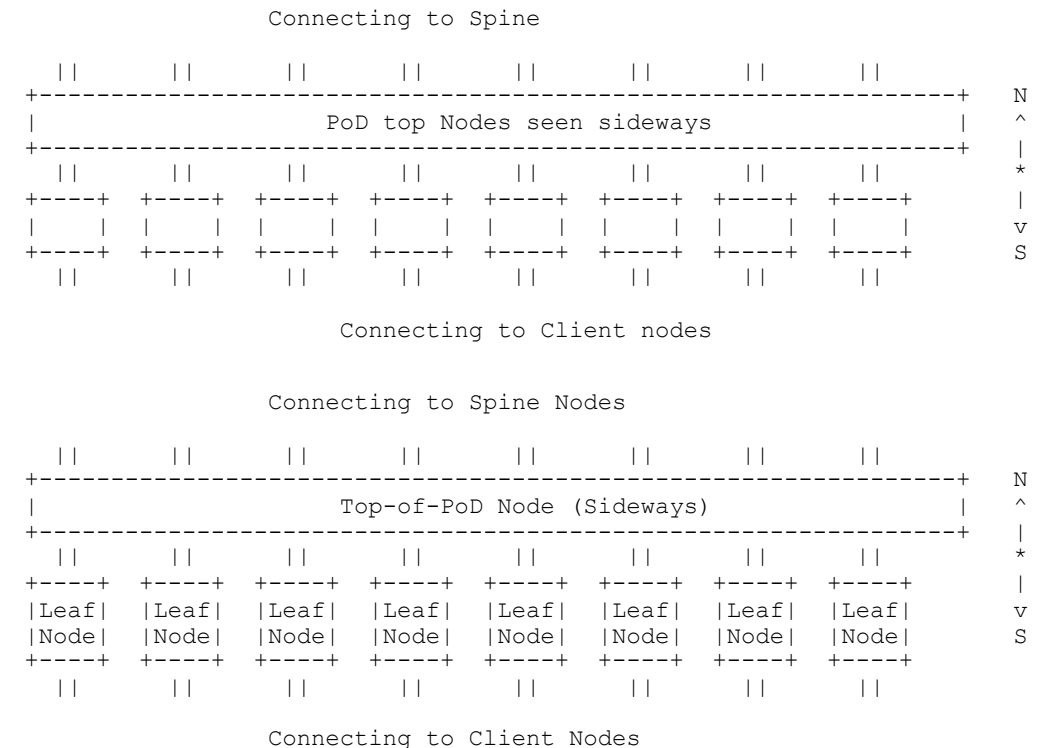 Connecting to Spine
N
PoD top Nodes seen sideways
S
Connecting to Client nodes
Connecting to Spine Nodes
N
Top-of-PoD Node (Sideways)
Leaf Leaf Leaf Leaf Leaf Leaf Leaf Leaf
v
Node Node Node Node Node Node Node Node S
Connecting to Client Nodes